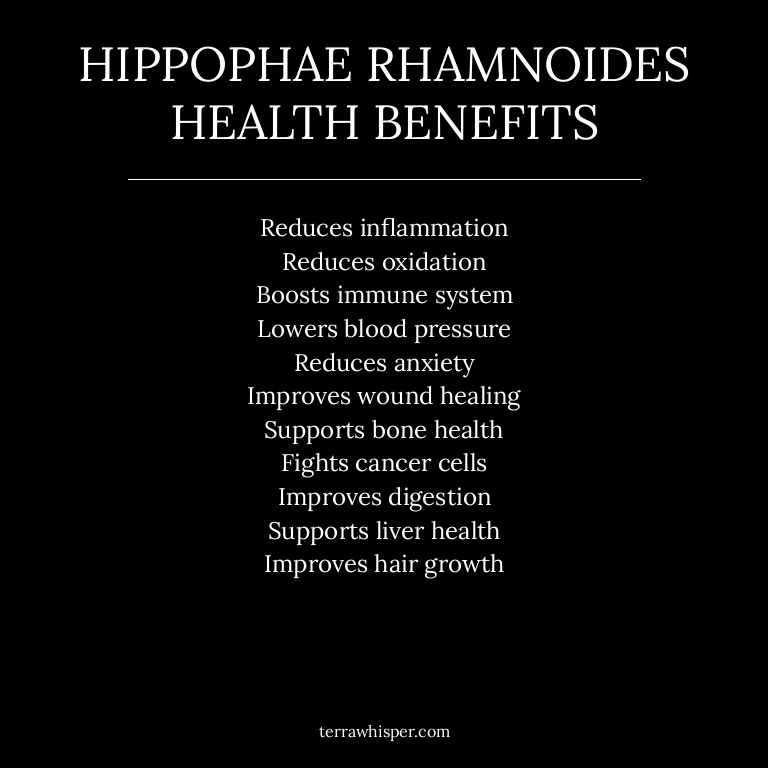 HIPPOPHAE RHAMNOIDES
HEALTH BENEFITS
Reduces inflammation
Reduces oxidation
Boosts immune system
Lowers blood pressure
Reduces anxiety
Improves wound healing
Supports bone health
Fights cancer cells
Improves digestion
Supports liver health
Improves hair growth
terrawhisper.com